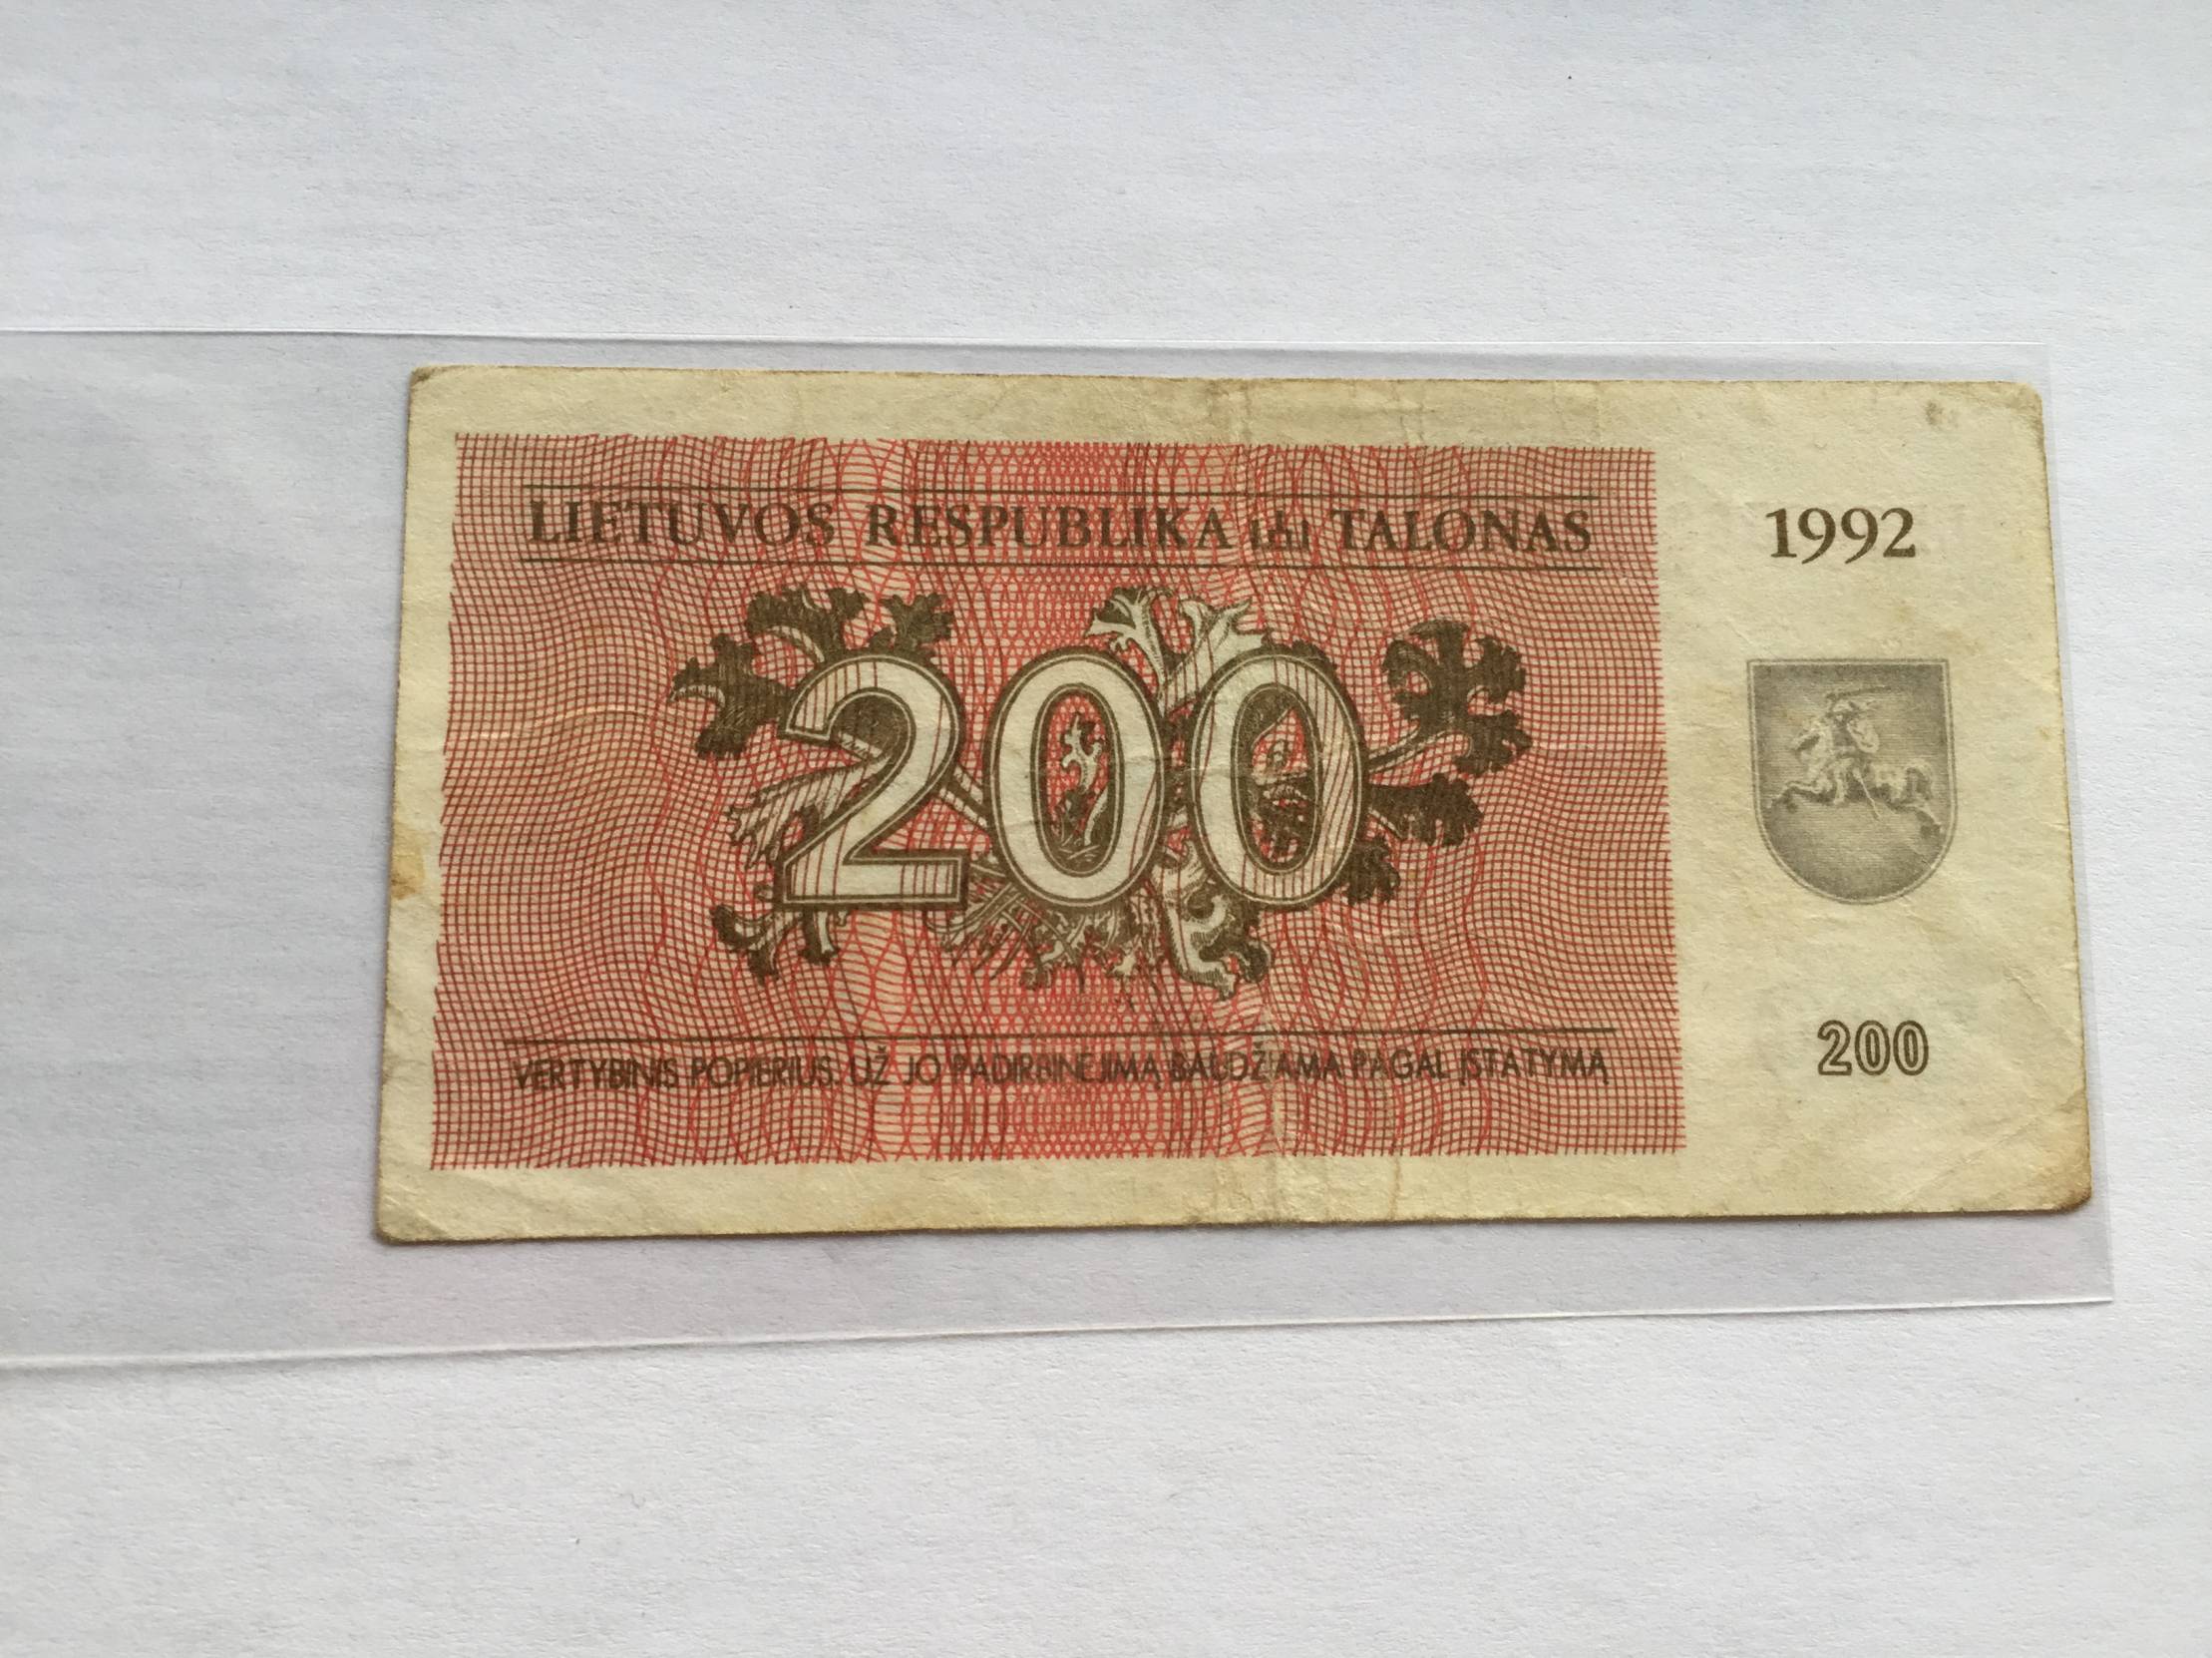 LIETUVOS RESPUBLIKA TALONAS
1992
200
VERTYBINIS POPIERIUS. UŽ JO PADIRBINĖJIMĄ BAUDŽIAMA PAGAL ĮSTATYMĄ
200